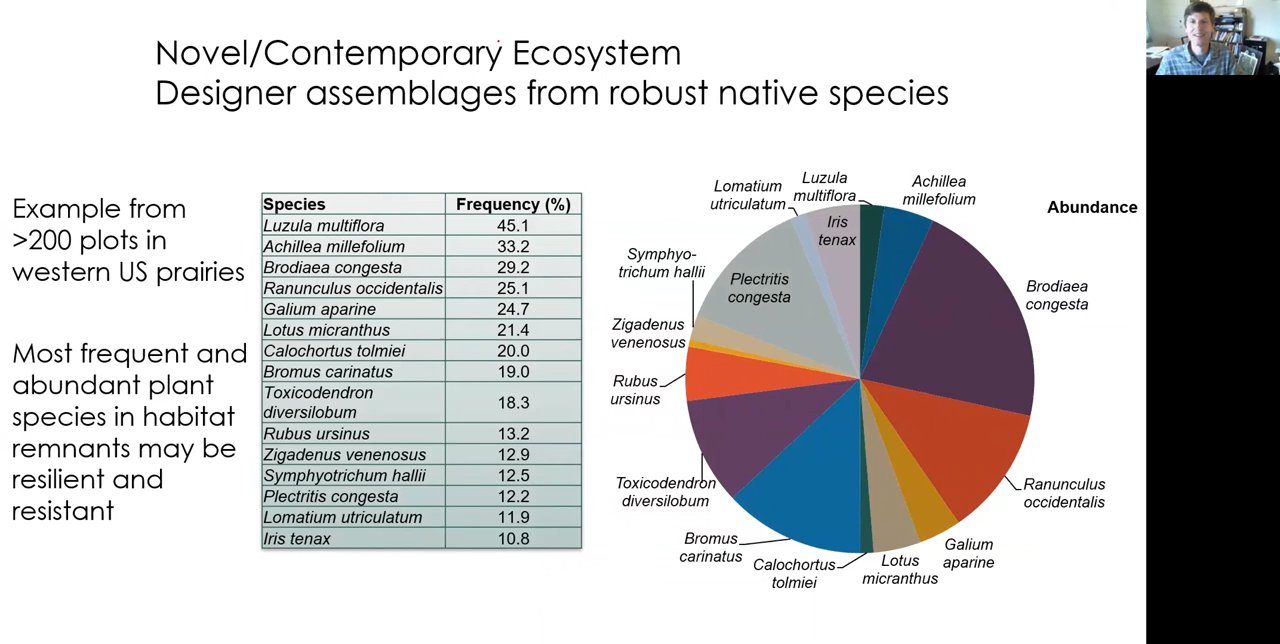 Novel/Contemporary Ecosystem
Designer assemblages from robust native species
Example from
>200 plots in
western US prairies
Most frequent and
abundant plant
species in habitat
remnants may be
resilient and
resistant
Species Frequency (%)
Luzula multiflora 45.1
Achillea millefolium 33.2
Brodiaea congesta 29.2
Ranunculus occidentalis 25.1
Galium aparine 24.7
Lotus micranthus 21.4
Calochortus tolmiei 20.0
Bromus carinatus 19.0
Toxicodendron
diversilobum 18.3
Rubus ursinus 13.2
Zigadenus venenosus 12.9
Symphyotrichum hallii 12.5
Plectritis congesta 12.2
Lomatium utriculatum 11.9
Iris tenax 10.8
Abundance
Luzula
multiflora
Achillea
millefolium
Brodiaea
congesta
Ranunculus
occidentalis
Galium
aparine
Lotus
micranthus
Calochortus
tolmiei
Bromus
carinatus
Toxicodendron
diversilobum
Rubus
ursinus
Zigadenus
venenosus
Symphyo-
trichum hallii
Plectritis
congesta
Lomatium
utriculatum
Iris
tenax